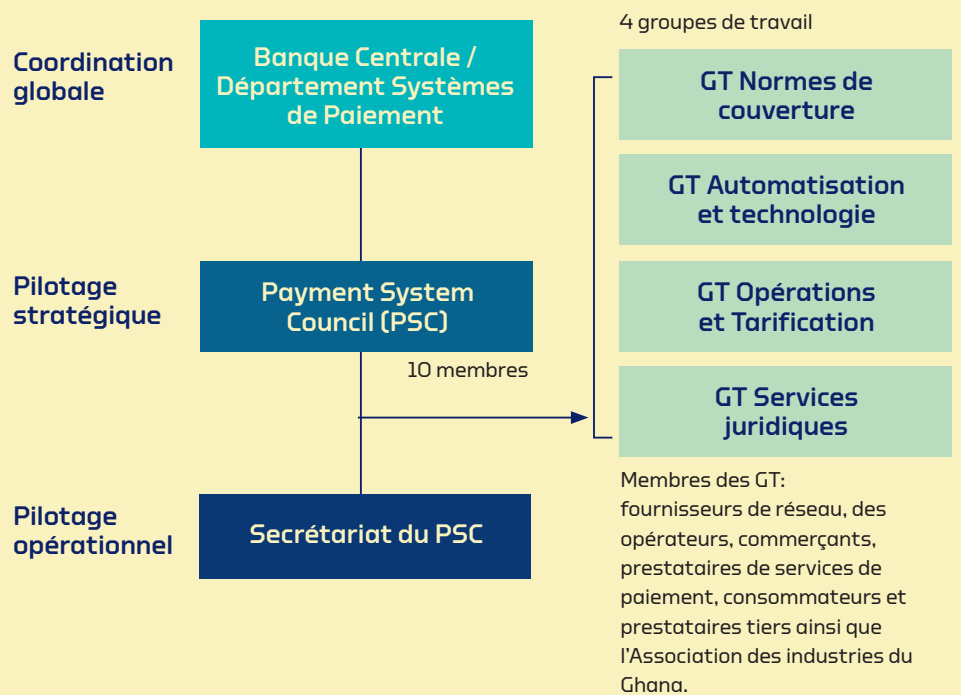 Coordination
globale
Banque Centrale /
Département Systèmes
de Paiement
Pilotage
stratégique
Payment System
Council (PSC)
10 membres
Pilotage
opérationnel
Secrétariat du PSC
4 groupes de travail
GT Normes de
couverture
GT Automatisation
et technologie
GT Opérations
et Tarification
GT Services
juridiques
Membres des GT:
fournisseurs de réseau, des
opérateurs, commerçants,
prestataires de services de
paiement, consommateurs et
prestataires tiers ainsi que
l'Association des industries du
Ghana.